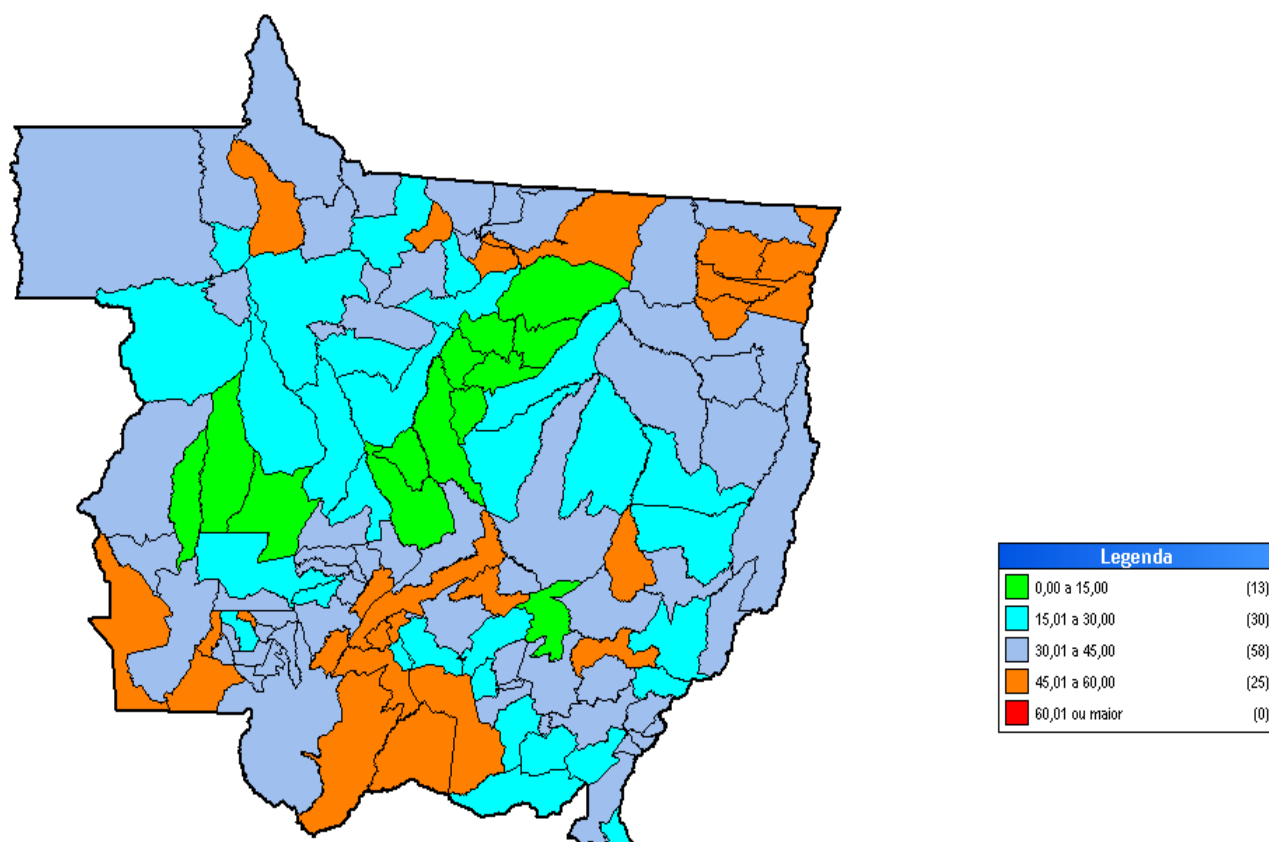 Legenda
0,00 a 15,00 (13)
15,01 a 30,00 (30)
30,01 a 45,00 (58)
45,01 a 60,00 (25)
60,01 ou maior (0)